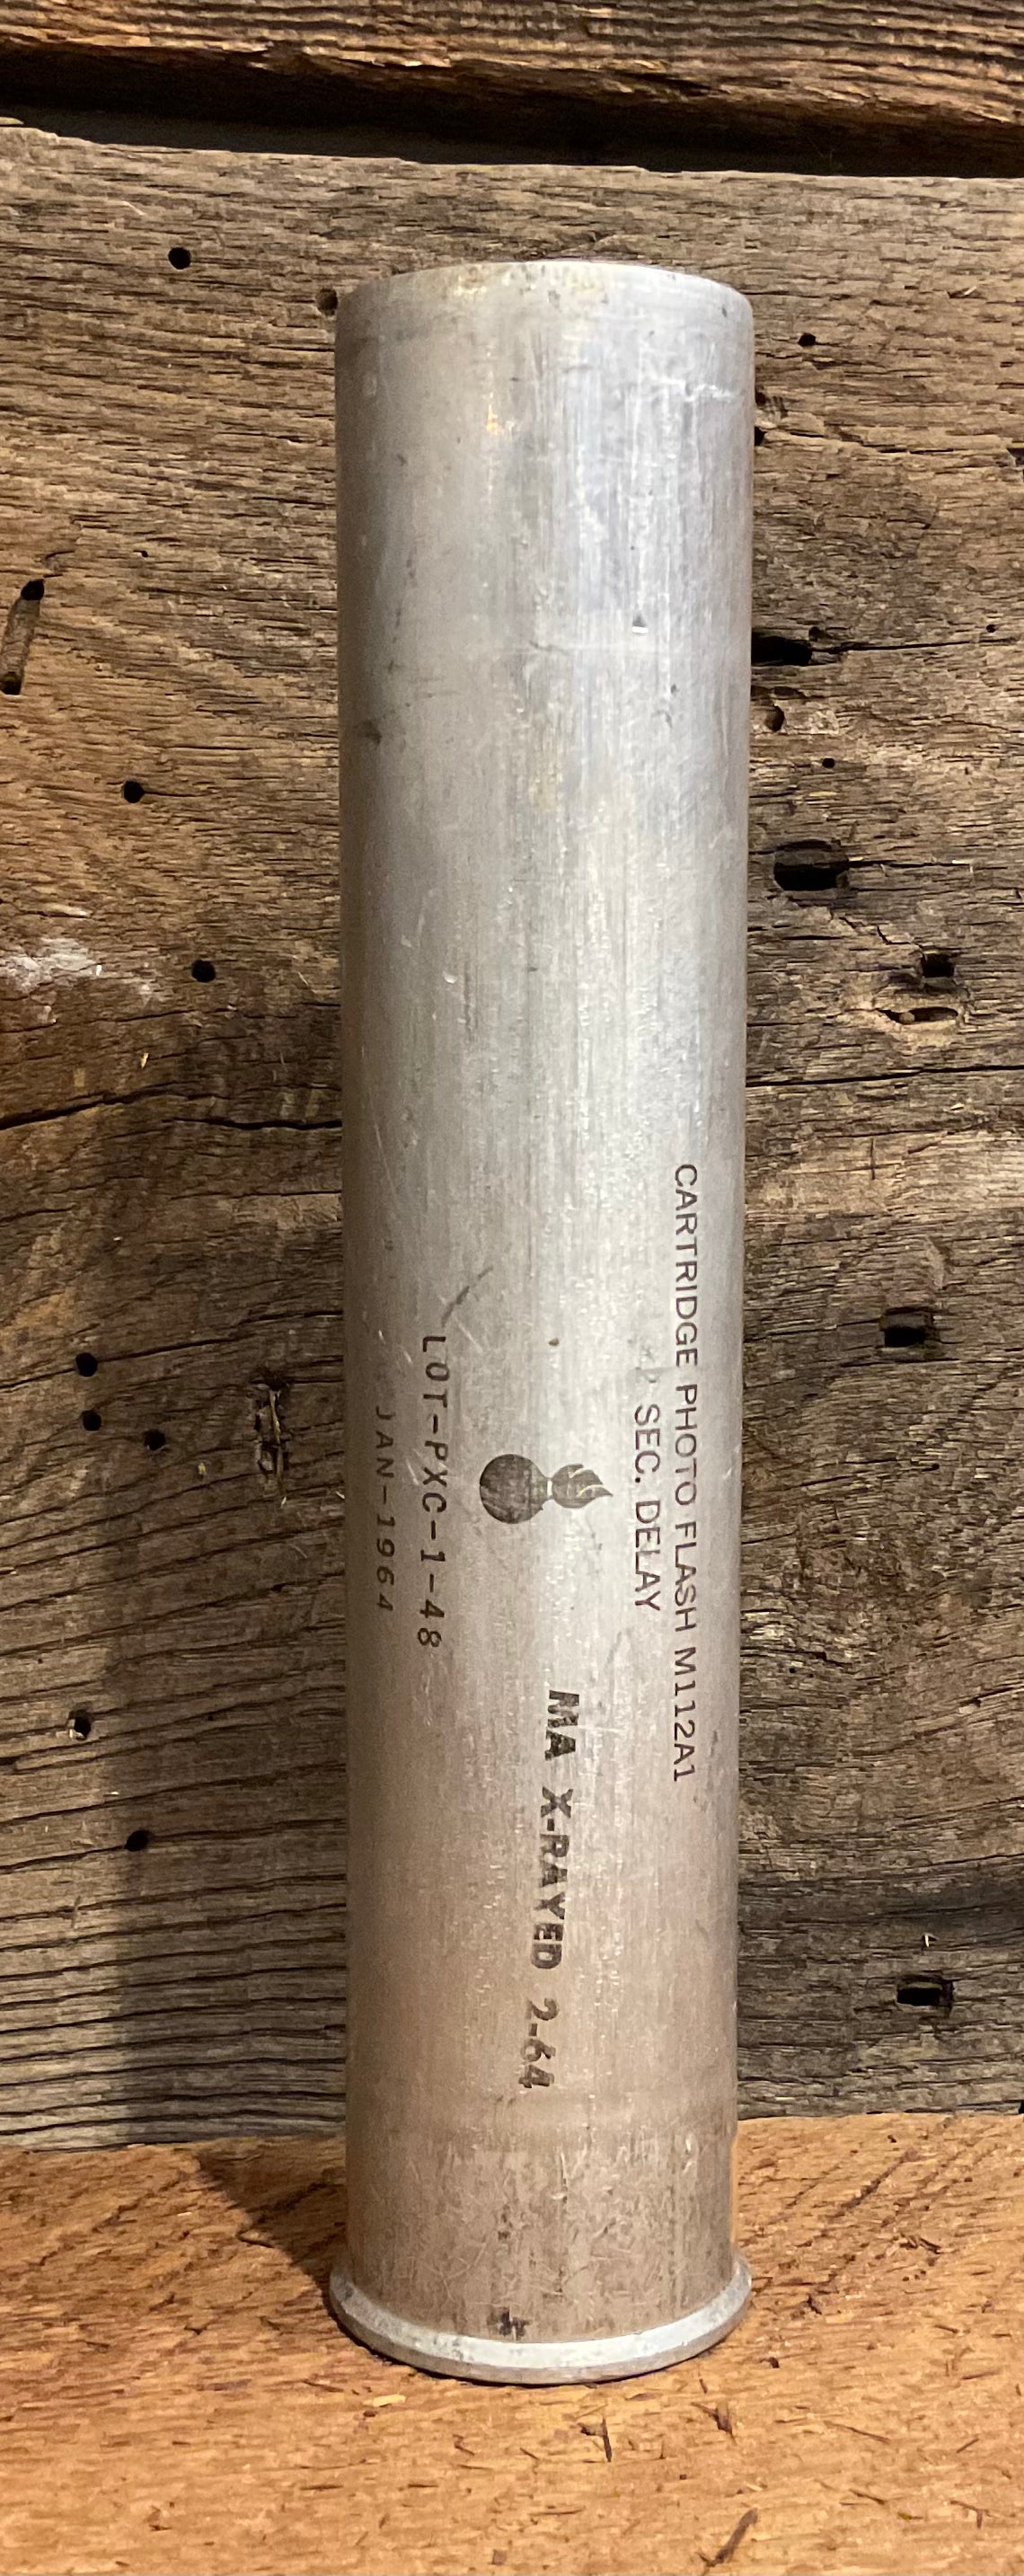 CARTRIDGE PHOTO FLASH M112A1
SEC. DELAY
MA X-RAYED 2-64
LOT-PXC-1-48
JAN-1964